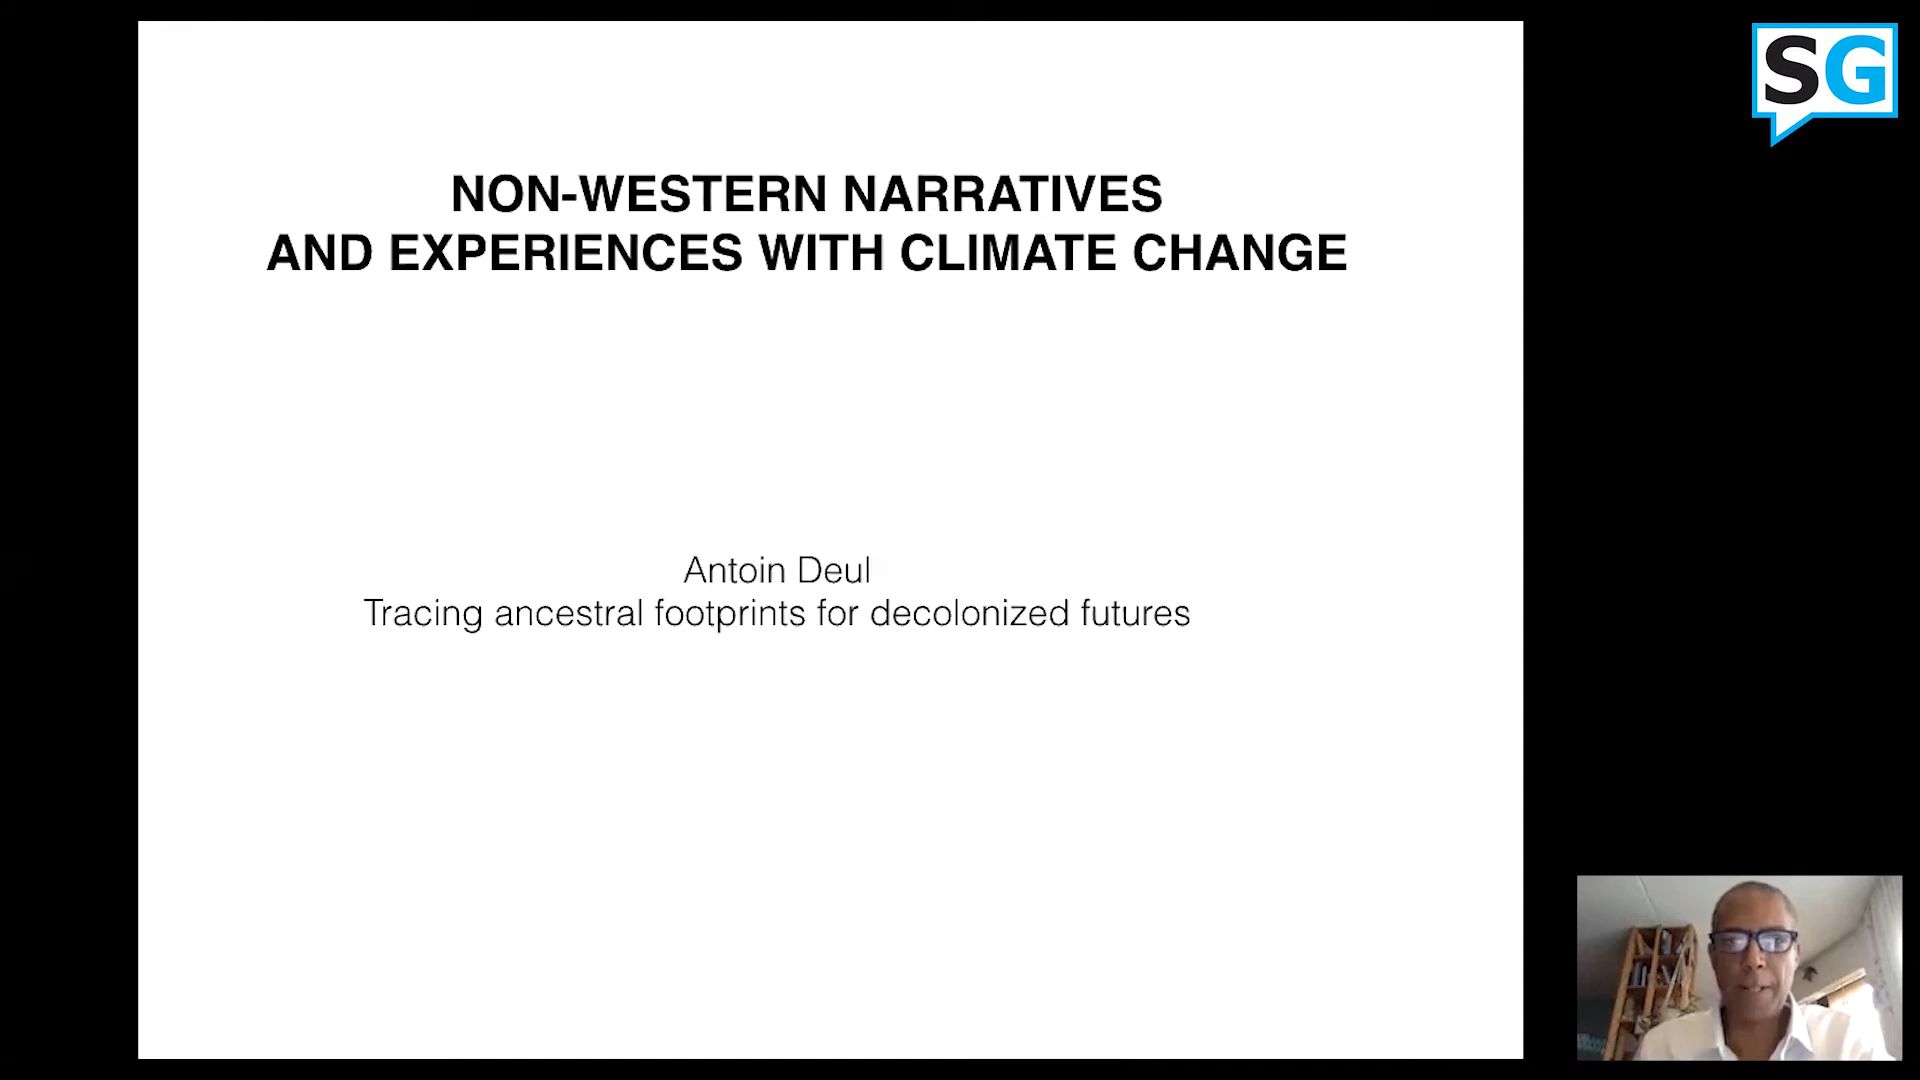 NON-WESTERN NARRATIVES
AND EXPERIENCES WITH CLIMATE CHANGE
Antoin Deul
Tracing ancestral footprints for decolonized futures
SG